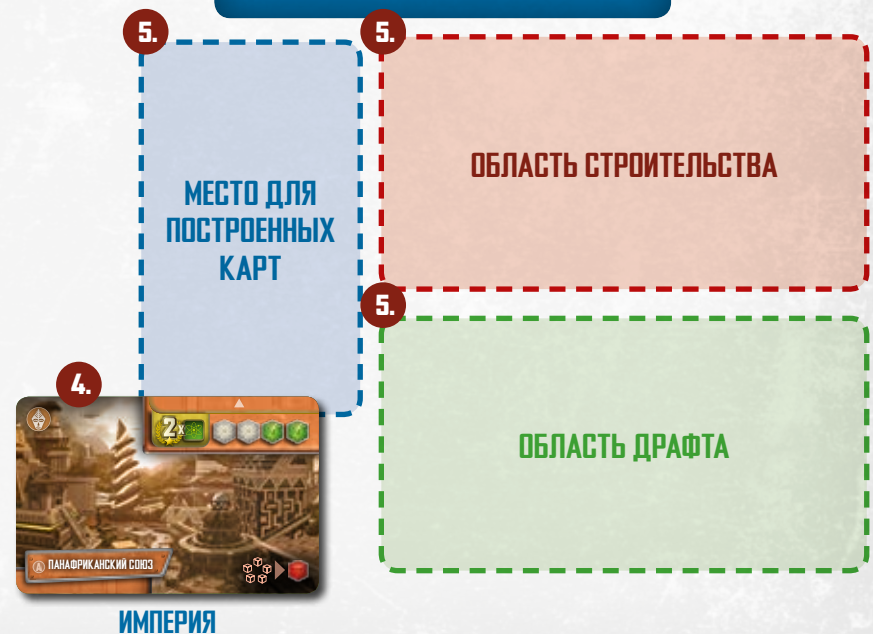 5.
5.
МЕСТО ДЛЯ
ПОСТРОЕННЫХ
КАРТ
ОБЛАСТЬ СТРОИТЕЛЬСТВА
5.
ОБЛАСТЬ ДРАФТА
4.
2x
A ПАНАФРИКАНСКИЙ СОЮЗ
ИМПЕРИЯ